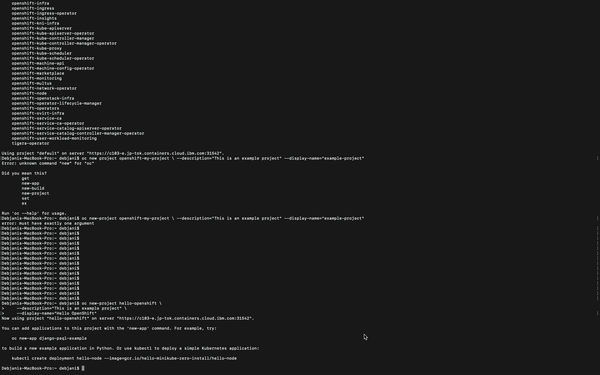 openshift-infra
openshift-ingress
openshift-ingress-operator
openshift-insights
openshift-kni-infra
openshift-kube-apiserver
openshift-kube-apiserver-operator
openshift-kube-controller-manager
openshift-kube-controller-manager-operator
openshift-kube-proxy
openshift-kube-scheduler
openshift-kube-scheduler-operator
openshift-machine-api
openshift-machine-config-operator
openshift-marketplace
openshift-monitoring
openshift-multus
openshift-network-operator
openshift-node
openshift-openstack-infra
openshift-operator-lifecycle-manager
openshift-operators
openshift-ovirt-infra
openshift-service-ca
openshift-service-ca-operator
openshift-service-catalog-apiserver-operator
openshift-service-catalog-controller-manager-operator
openshift-user-workload-monitoring
tigera-operator
Using project "default" on server "https://c103-e.jp-tok.containers.cloud.ibm.com:31542".
Debjanis-MacBook-Pro:~ debjani$ oc new project openshift-my-project \ --description="This is an example project" --display-name="example-project"
Error: unknown command "new" for "oc"
Did you mean this?
get
new-app
new-build
new-project
set
ex
Run 'oc --help' for usage.
Debjanis-MacBook-Pro:~ debjani$ oc new-project openshift-my-project \ --description="This is an example project" --display-name="example-project"
error: must have exactly one argument
Debjanis-MacBook-Pro:~ debjani$
Debjanis-MacBook-Pro:~ debjani$
Debjanis-MacBook-Pro:~ debjani$
Debjanis-MacBook-Pro:~ debjani$
Debjanis-MacBook-Pro:~ debjani$
Debjanis-MacBook-Pro:~ debjani$
Debjanis-MacBook-Pro:~ debjani$
Debjanis-MacBook-Pro:~ debjani$
Debjanis-MacBook-Pro:~ debjani$
Debjanis-MacBook-Pro:~ debjani$
Debjanis-MacBook-Pro:~ debjani$
Debjanis-MacBook-Pro:~ debjani$
Debjanis-MacBook-Pro:~ debjani$
Debjanis-MacBook-Pro:~ debjani$ oc new-project hello-openshift \
> --description="This is an example project" \
> --display-name="Hello OpenShift"
Now using project "hello-openshift" on server "https://c103-e.jp-tok.containers.cloud.ibm.com:31542".
You can add applications to this project with the 'new-app' command. For example, try:
oc new-app django-psql-example
to build a new example application in Python. Or use kubectl to deploy a simple Kubernetes application:
kubectl create deployment hello-node --image=gcr.io/hello-minikube-zero-install/hello-node
Debjanis-MacBook-Pro:~ debjani$